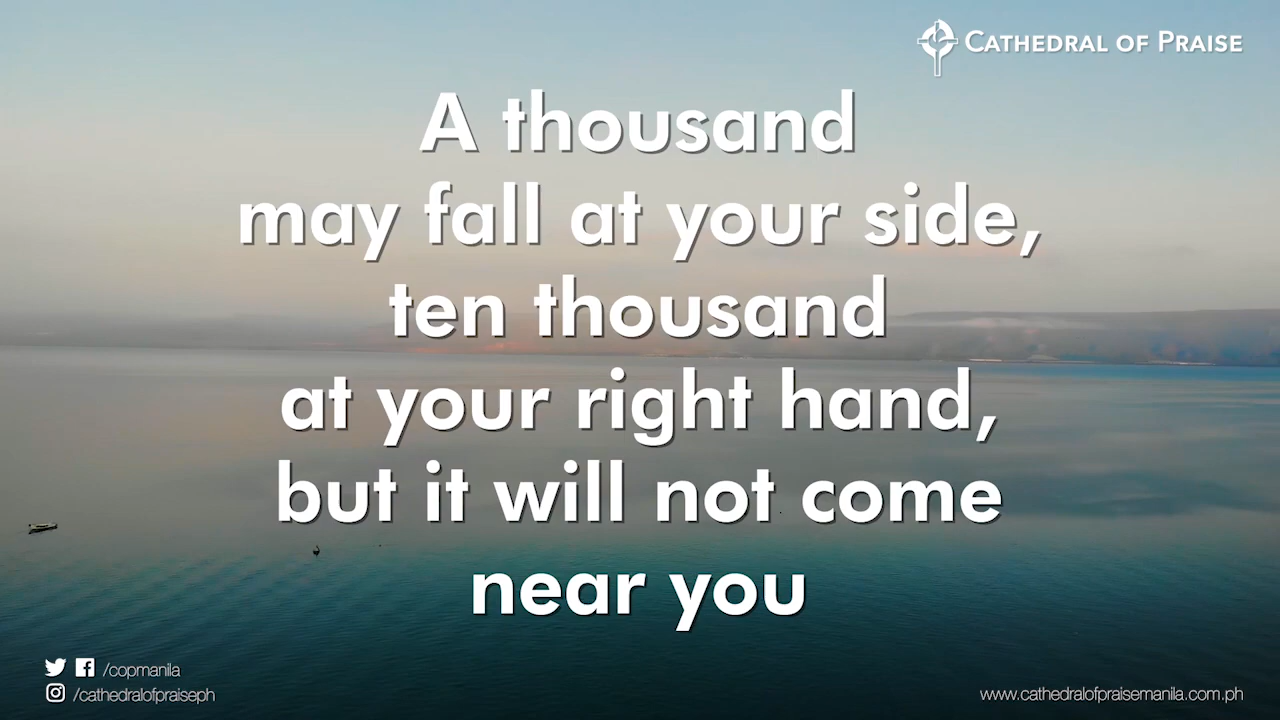 CATHEDRAL OF PRAISE
A thousand
may fall at your side,
ten thousand
at your right hand,
but it will not come
near you
/copmanila
/cathedralofpraiseph
www.cathedralofpraisemanila.com.ph